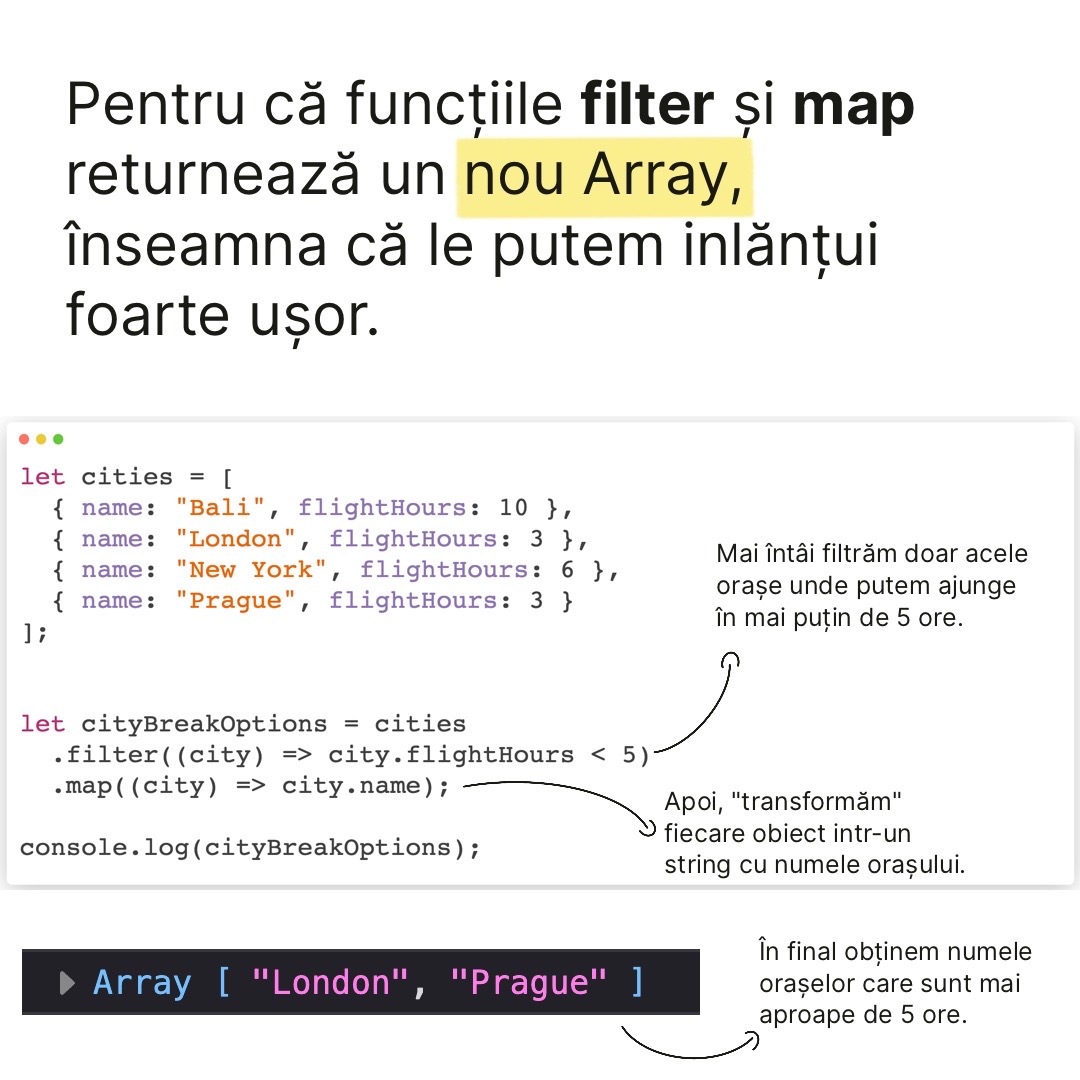 Pentru că funcțiile filter și map
returnează un nou Array,
înseamna că le putem inlănțui
foarte ușor.
let cities = [
  { name: "Bali", flightHours: 10 },
  { name: "London", flightHours: 3 },
  { name: "New York", flightHours: 6 },
  { name: "Prague", flightHours: 3 }
];
Mai întâi filtrăm doar acele
orașe unde putem ajunge
în mai puțin de 5 ore.
let cityBreakOptions = cities
  .filter((city) => city.flightHours < 5)
  .map((city) => city.name);
Apoi, "transformăm"
fiecare obiect intr-un
string cu numele orașului.
console.log(cityBreakOptions);
Array [ "London", "Prague" ]
În final obținem numele
orașelor care sunt mai
aproape de 5 ore.